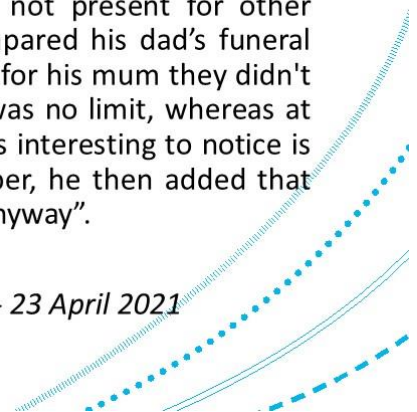 not present for other
pared his dad's funeral
for his mum they didn't
was no limit, whereas at
s interesting to notice is
ber, he then added that
nyway”.
- 23 April 2021